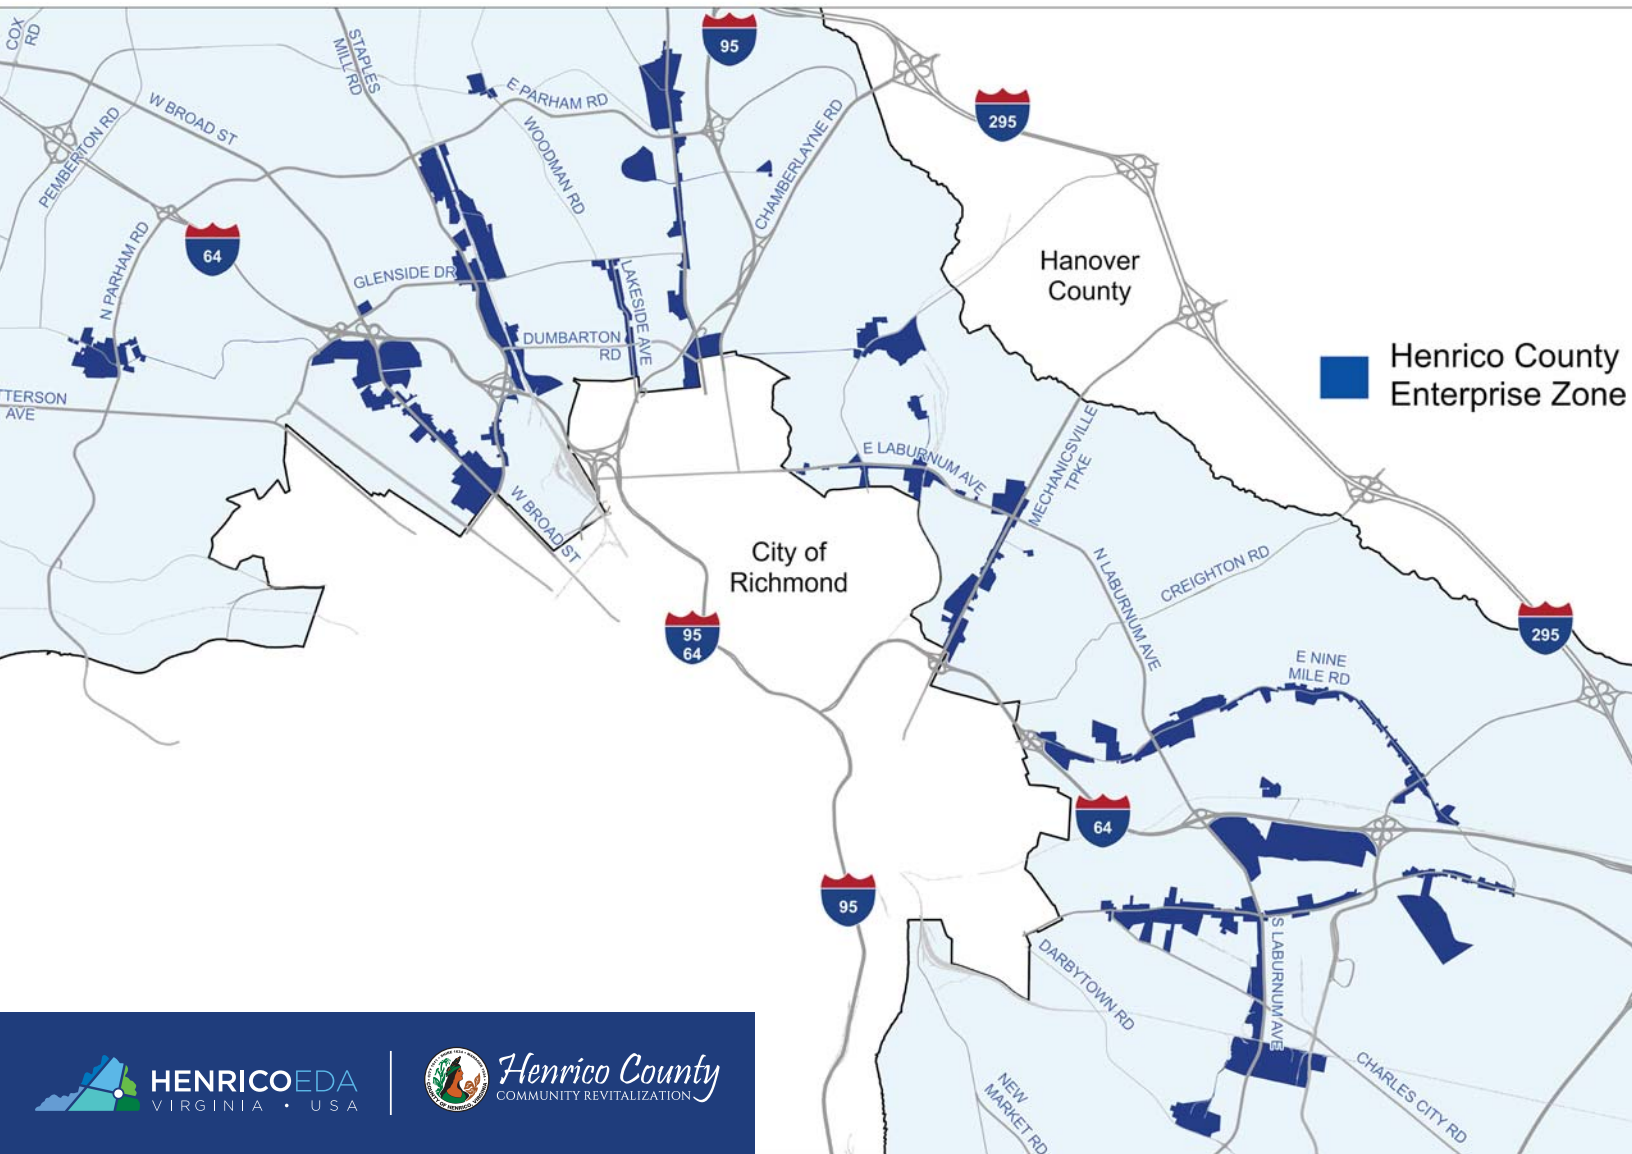 COX
RD
STAPLES
MILL RD
95
W BROAD ST
E PARHAM RD
295
PEMBERTON RD
WOODMAN RD
CHAMBERLAYNE RD
64
N PARHAM RD
GLENSIDE DR
LAKESIDE AVE
Hanover
County
DUMBARTON
RD
Henrico County
Enterprise Zone
TTERSON
AVE
E LABURNUM AVE
MECHANICSVILLE
TPKE
W BROAD ST
City of
Richmond
N LABURNUM AVE
CREIGHTON RD
95
64
295
E NINE
MILE RD
64
95
DARBYTOWN RD
S LABURNUM AVE
NEW
MARKET RD
CHARLES CITY RD
HENRICOEDA
VIRGINIA • USA
Henrico County
COMMUNITY REVITALIZATION